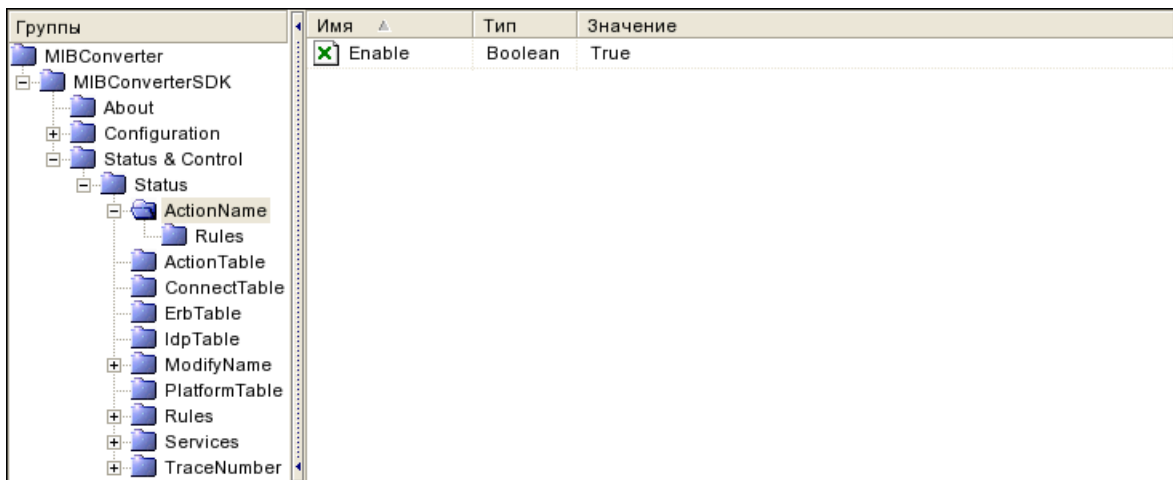 Группы
Имя Тип Значение
MIBConverter
Enable Boolean True
MIBConverterSDK
About
Configuration
Status & Control
Status
ActionName
Rules
ActionTable
ConnectTable
ErbTable
IdpTable
ModifyName
PlatformTable
Rules
Services
TraceNumber